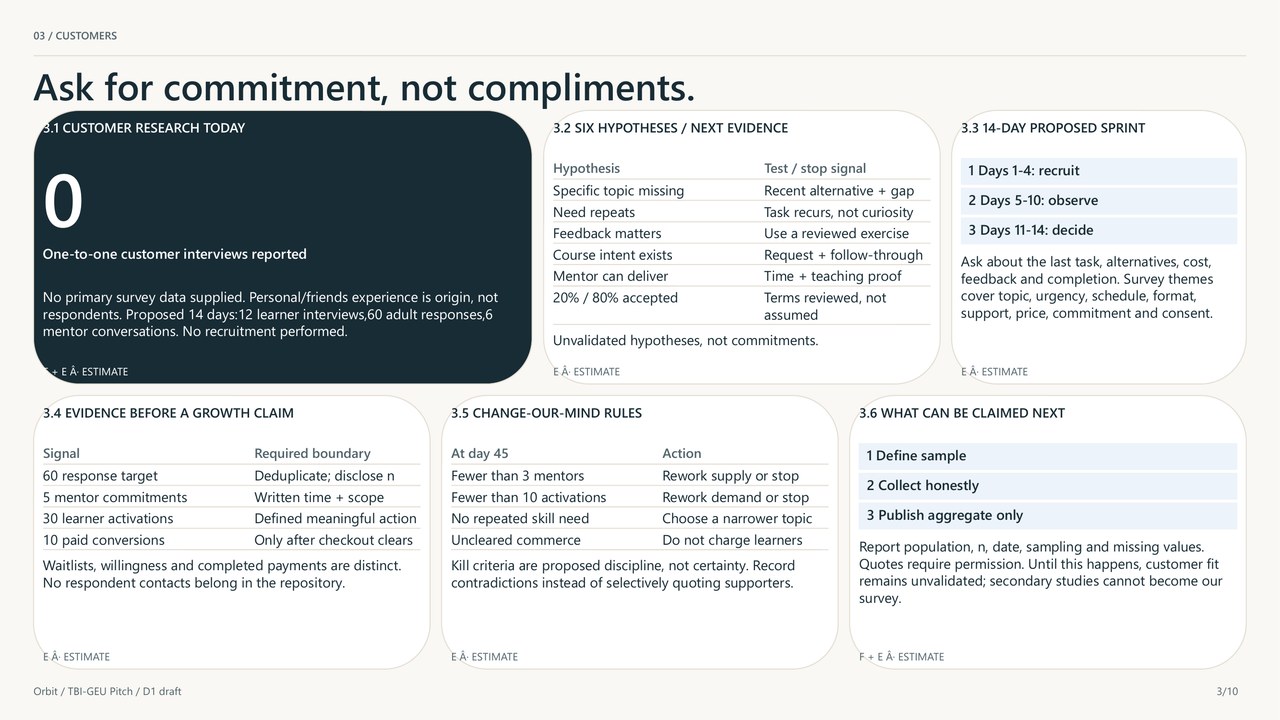 03 / CUSTOMERS
Ask for commitment, not compliments.
3.1 CUSTOMER RESEARCH TODAY
0
One-to-one customer interviews reported
No primary survey data supplied. Personal/friends experience is origin, not
respondents. Proposed 14 days:12 learner interviews,60 adult responses,6
mentor conversations. No recruitment performed.
F + E Â· ESTIMATE
3.2 SIX HYPOTHESES / NEXT EVIDENCE
Hypothesis Test / stop signal
Specific topic missing Recent alternative + gap
Need repeats Task recurs, not curiosity
Feedback matters Use a reviewed exercise
Course intent exists Request + follow-through
Mentor can deliver Time + teaching proof
20% / 80% accepted Terms reviewed, not
assumed
Unvalidated hypotheses, not commitments.
E Â· ESTIMATE
3.3 14-DAY PROPOSED SPRINT
1 Days 1-4: recruit
2 Days 5-10: observe
3 Days 11-14: decide
Ask about the last task, alternatives, cost,
feedback and completion. Survey themes
cover topic, urgency, schedule, format,
support, price, commitment and consent.
E Â· ESTIMATE
3.4 EVIDENCE BEFORE A GROWTH CLAIM
Signal Required boundary
60 response target Deduplicate; disclose n
5 mentor commitments Written time + scope
30 learner activations Defined meaningful action
10 paid conversions Only after checkout clears
Waitlists, willingness and completed payments are distinct.
No respondent contacts belong in the repository.
E Â· ESTIMATE
3.5 CHANGE-OUR-MIND RULES
At day 45 Action
Fewer than 3 mentors Rework supply or stop
Fewer than 10 activations Rework demand or stop
No repeated skill need Choose a narrower topic
Uncleared commerce Do not charge learners
Kill criteria are proposed discipline, not certainty. Record
contradictions instead of selectively quoting supporters.
E Â· ESTIMATE
3.6 WHAT CAN BE CLAIMED NEXT
1 Define sample
2 Collect honestly
3 Publish aggregate only
Report population, n, date, sampling and missing values.
Quotes require permission. Until this happens, customer fit
remains unvalidated; secondary studies cannot become our
survey.
F + E Â· ESTIMATE
Orbit / TBI-GEU Pitch / D1 draft
3/10